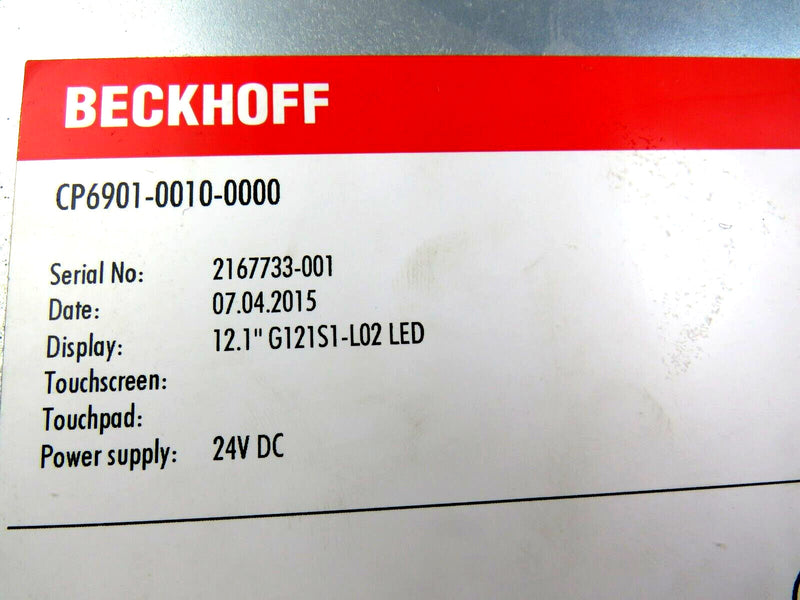 BECKHOFF
CP6901-0010-0000
Serial No: 2167733-001
Date: 07.04.2015
Display: 12.1" G121S1-L02 LED
Touchscreen:
Touchpad:
Power supply: 24V DC